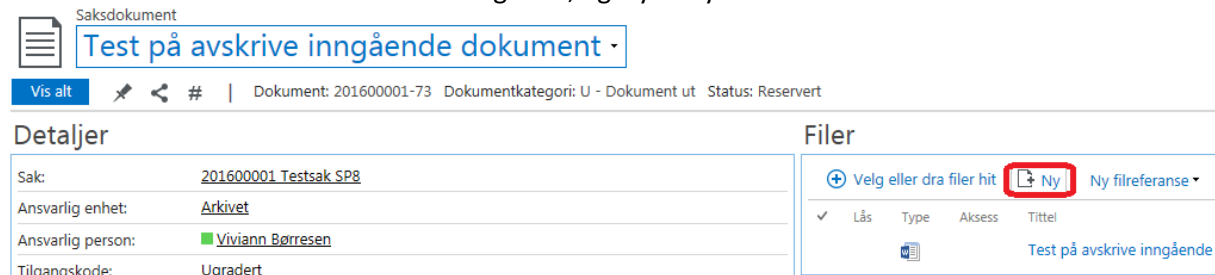 Saksdokument
Test på avskrive inngående dokument
Vis alt # | Dokument: 201600001-73 Dokumentkategori: U - Dokument ut Status: Reservert
Detaljer
Sak: 201600001 Testsak SP8
Ansvarlig enhet: Arkivet
Ansvarlig person: Viviann Børresen
Tilgangskode: Ugradert
Filer
Velg eller dra filer hit Ny Ny filreferanse
Lås Type Aksess Tittel
Test på avskrive inngående